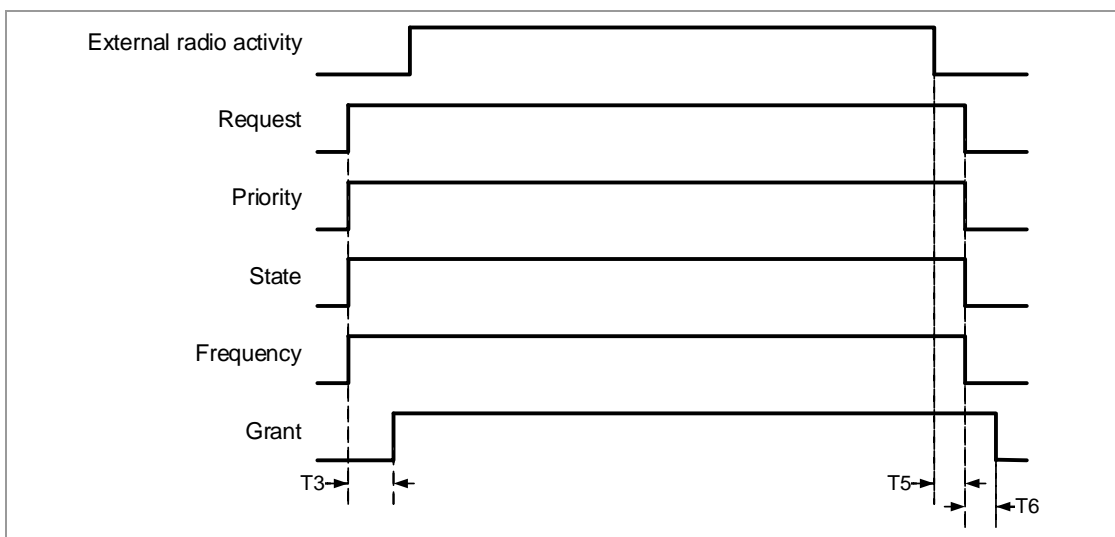 External radio activity
Request
Priority
State
Frequency
Grant
T3
T5
T6